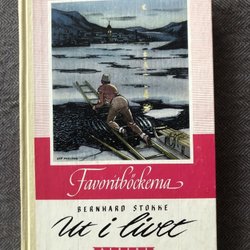 Favoritböckerna
BERNHARD STOKKE
Ut i livet